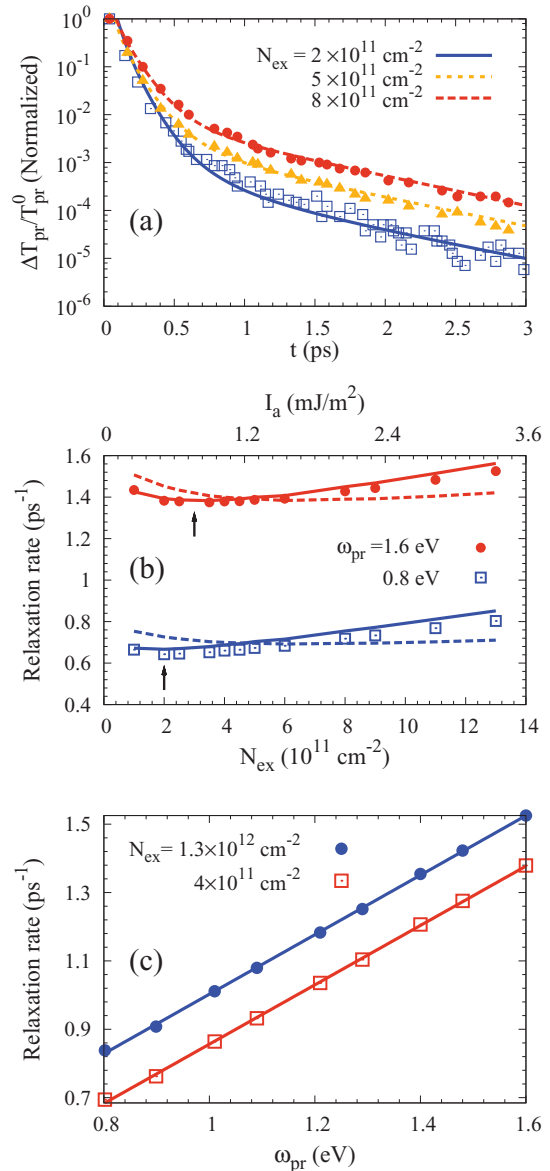 10^0
10^-1
10^-2
10^-3
10^-4
10^-5
10^-6
ΔT_pr/T^0_pr (Normalized)
N_ex = 2 ×10^11 cm^-2
5 ×10^11 cm^-2
8 ×10^11 cm^-2
(a)
0 0.5 1 1.5 2 2.5 3
t (ps)
I_a (mJ/m^2)
0 1.2 2.4 3.6
1.6
1.4
1.2
1
0.8
0.6
0.4
Relaxation rate (ps^-1)
(b)
ω_pr =1.6 eV
0.8 eV
0 2 4 6 8 10 12 14
N_ex (10^11 cm^-2)
1.5
1.3
1.1
0.9
0.7
Relaxation rate (ps^-1)
N_ex = 1.3×10^12 cm^-2
4×10^11 cm^-2
(c)
0.8 1 1.2 1.4 1.6
ω_pr (eV)